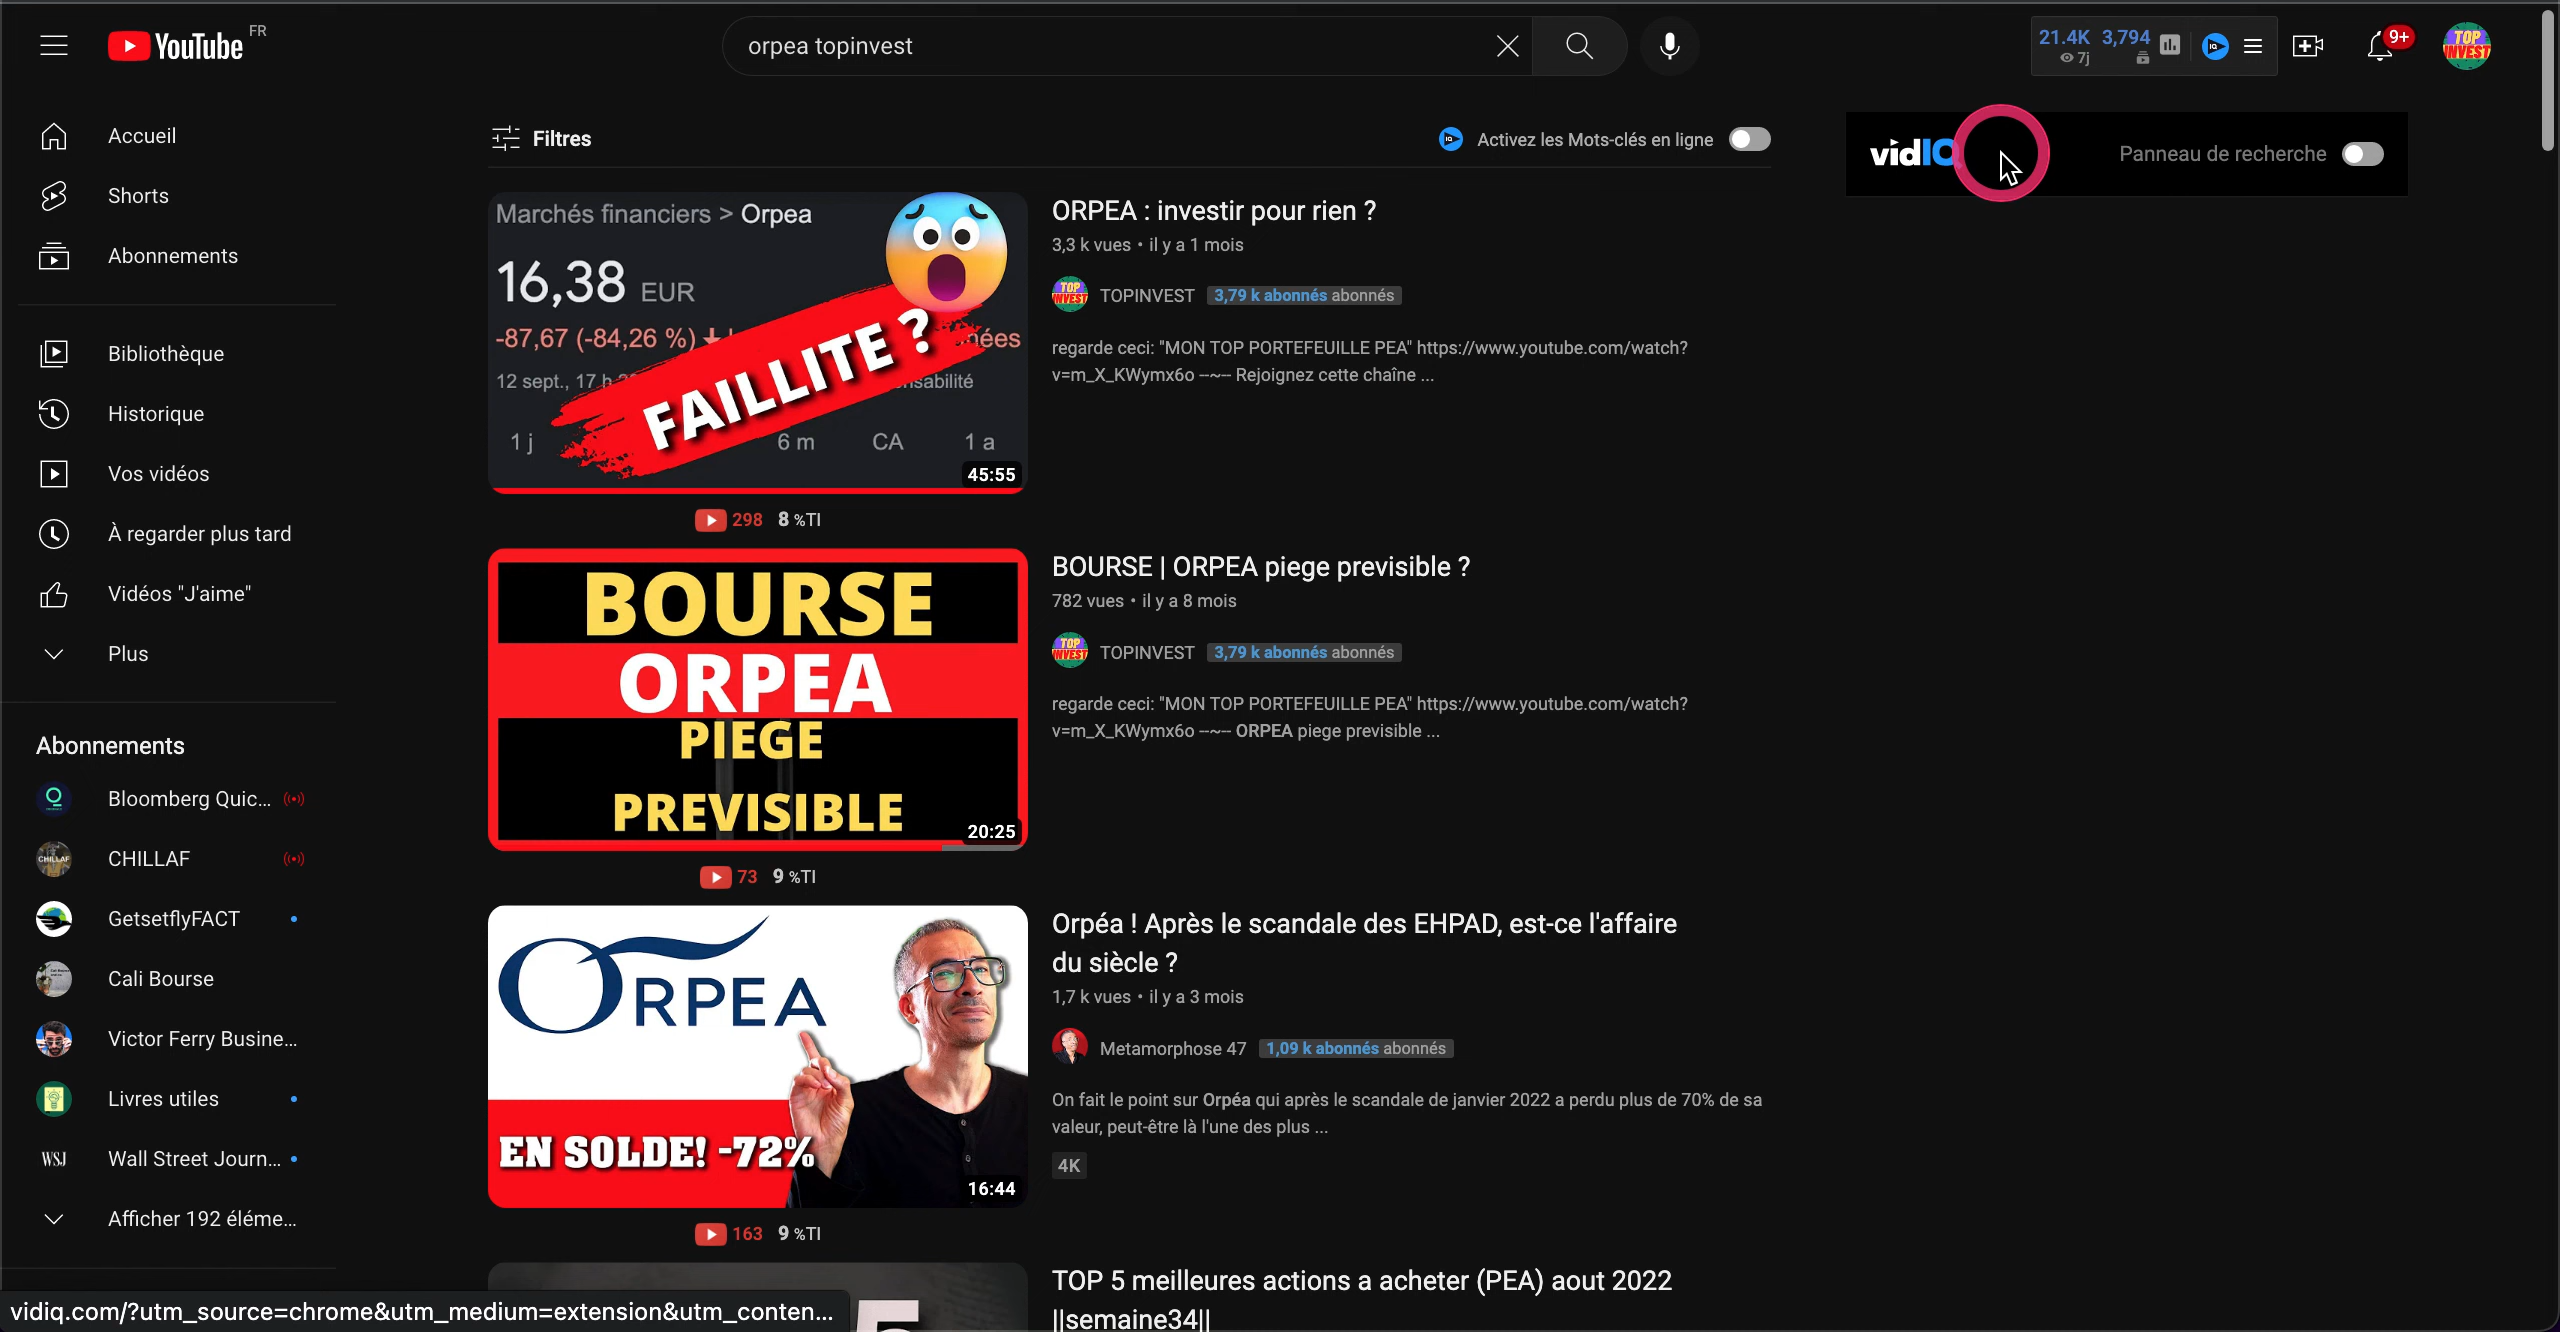 YouTube FR
orpea topinvest
21.4K 3,794
7j
9+
TOP
INVEST
Accueil
Shorts
Abonnements
Bibliothèque
Historique
Vos vidéos
À regarder plus tard
Vidéos "J'aime"
Plus
Abonnements
Bloomberg Quic...
CHILLAF
GetsetflyFACT
Cali Bourse
Victor Ferry Busine...
Livres utiles
WSJ Wall Street Journ...
Afficher 192 éléme...
Filtres
Activez les Mots-clés en ligne
vidIQ
Panneau de recherche
Marchés financiers > Orpea
16,38 EUR
-87,67 (-84,26 %)
12 sept., 17 h
FAILLITE ?
1 j 6 m CA 1 a
45:55
298 8 %TI
ORPEA : investir pour rien ?
3,3 k vues • il y a 1 mois
TOPINVEST 3,79 k abonnés abonnés
regarde ceci: "MON TOP PORTEFEUILLE PEA" https://www.youtube.com/watch?
v=m_X_KWymx6o --~-- Rejoignez cette chaîne ...
BOURSE
ORPEA
PIEGE
PREVISIBLE
20:25
73 9 %TI
BOURSE | ORPEA piege previsible ?
782 vues • il y a 8 mois
TOPINVEST 3,79 k abonnés abonnés
regarde ceci: "MON TOP PORTEFEUILLE PEA" https://www.youtube.com/watch?
v=m_X_KWymx6o --~-- ORPEA piege previsible ...
ORPEA
EN SOLDE! -72%
16:44
163 9 %TI
Orpéa ! Après le scandale des EHPAD, est-ce l'affaire
du siècle ?
1,7 k vues • il y a 3 mois
Metamorphose 47 1,09 k abonnés abonnés
On fait le point sur Orpéa qui après le scandale de janvier 2022 a perdu plus de 70% de sa
valeur, peut-être là l'une des plus ...
4K
TOP 5 meilleures actions a acheter (PEA) aout 2022
||semaine34||
vidiq.com/?utm_source=chrome&utm_medium=extension&utm_conten...